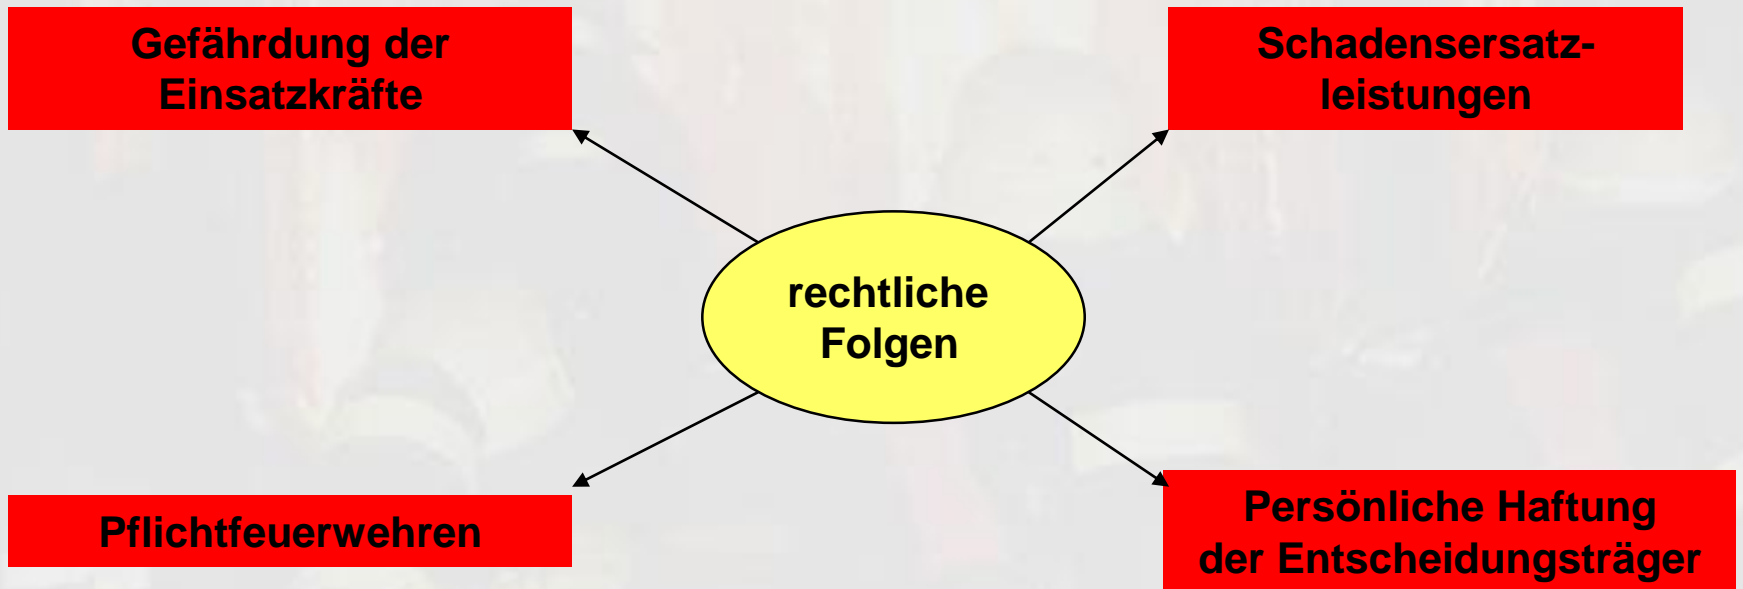 Gefährdung der
Einsatzkräfte
Schadensersatz-
leistungen
rechtliche
Folgen
Pflichtfeuerwehren
Persönliche Haftung
der Entscheidungsträger